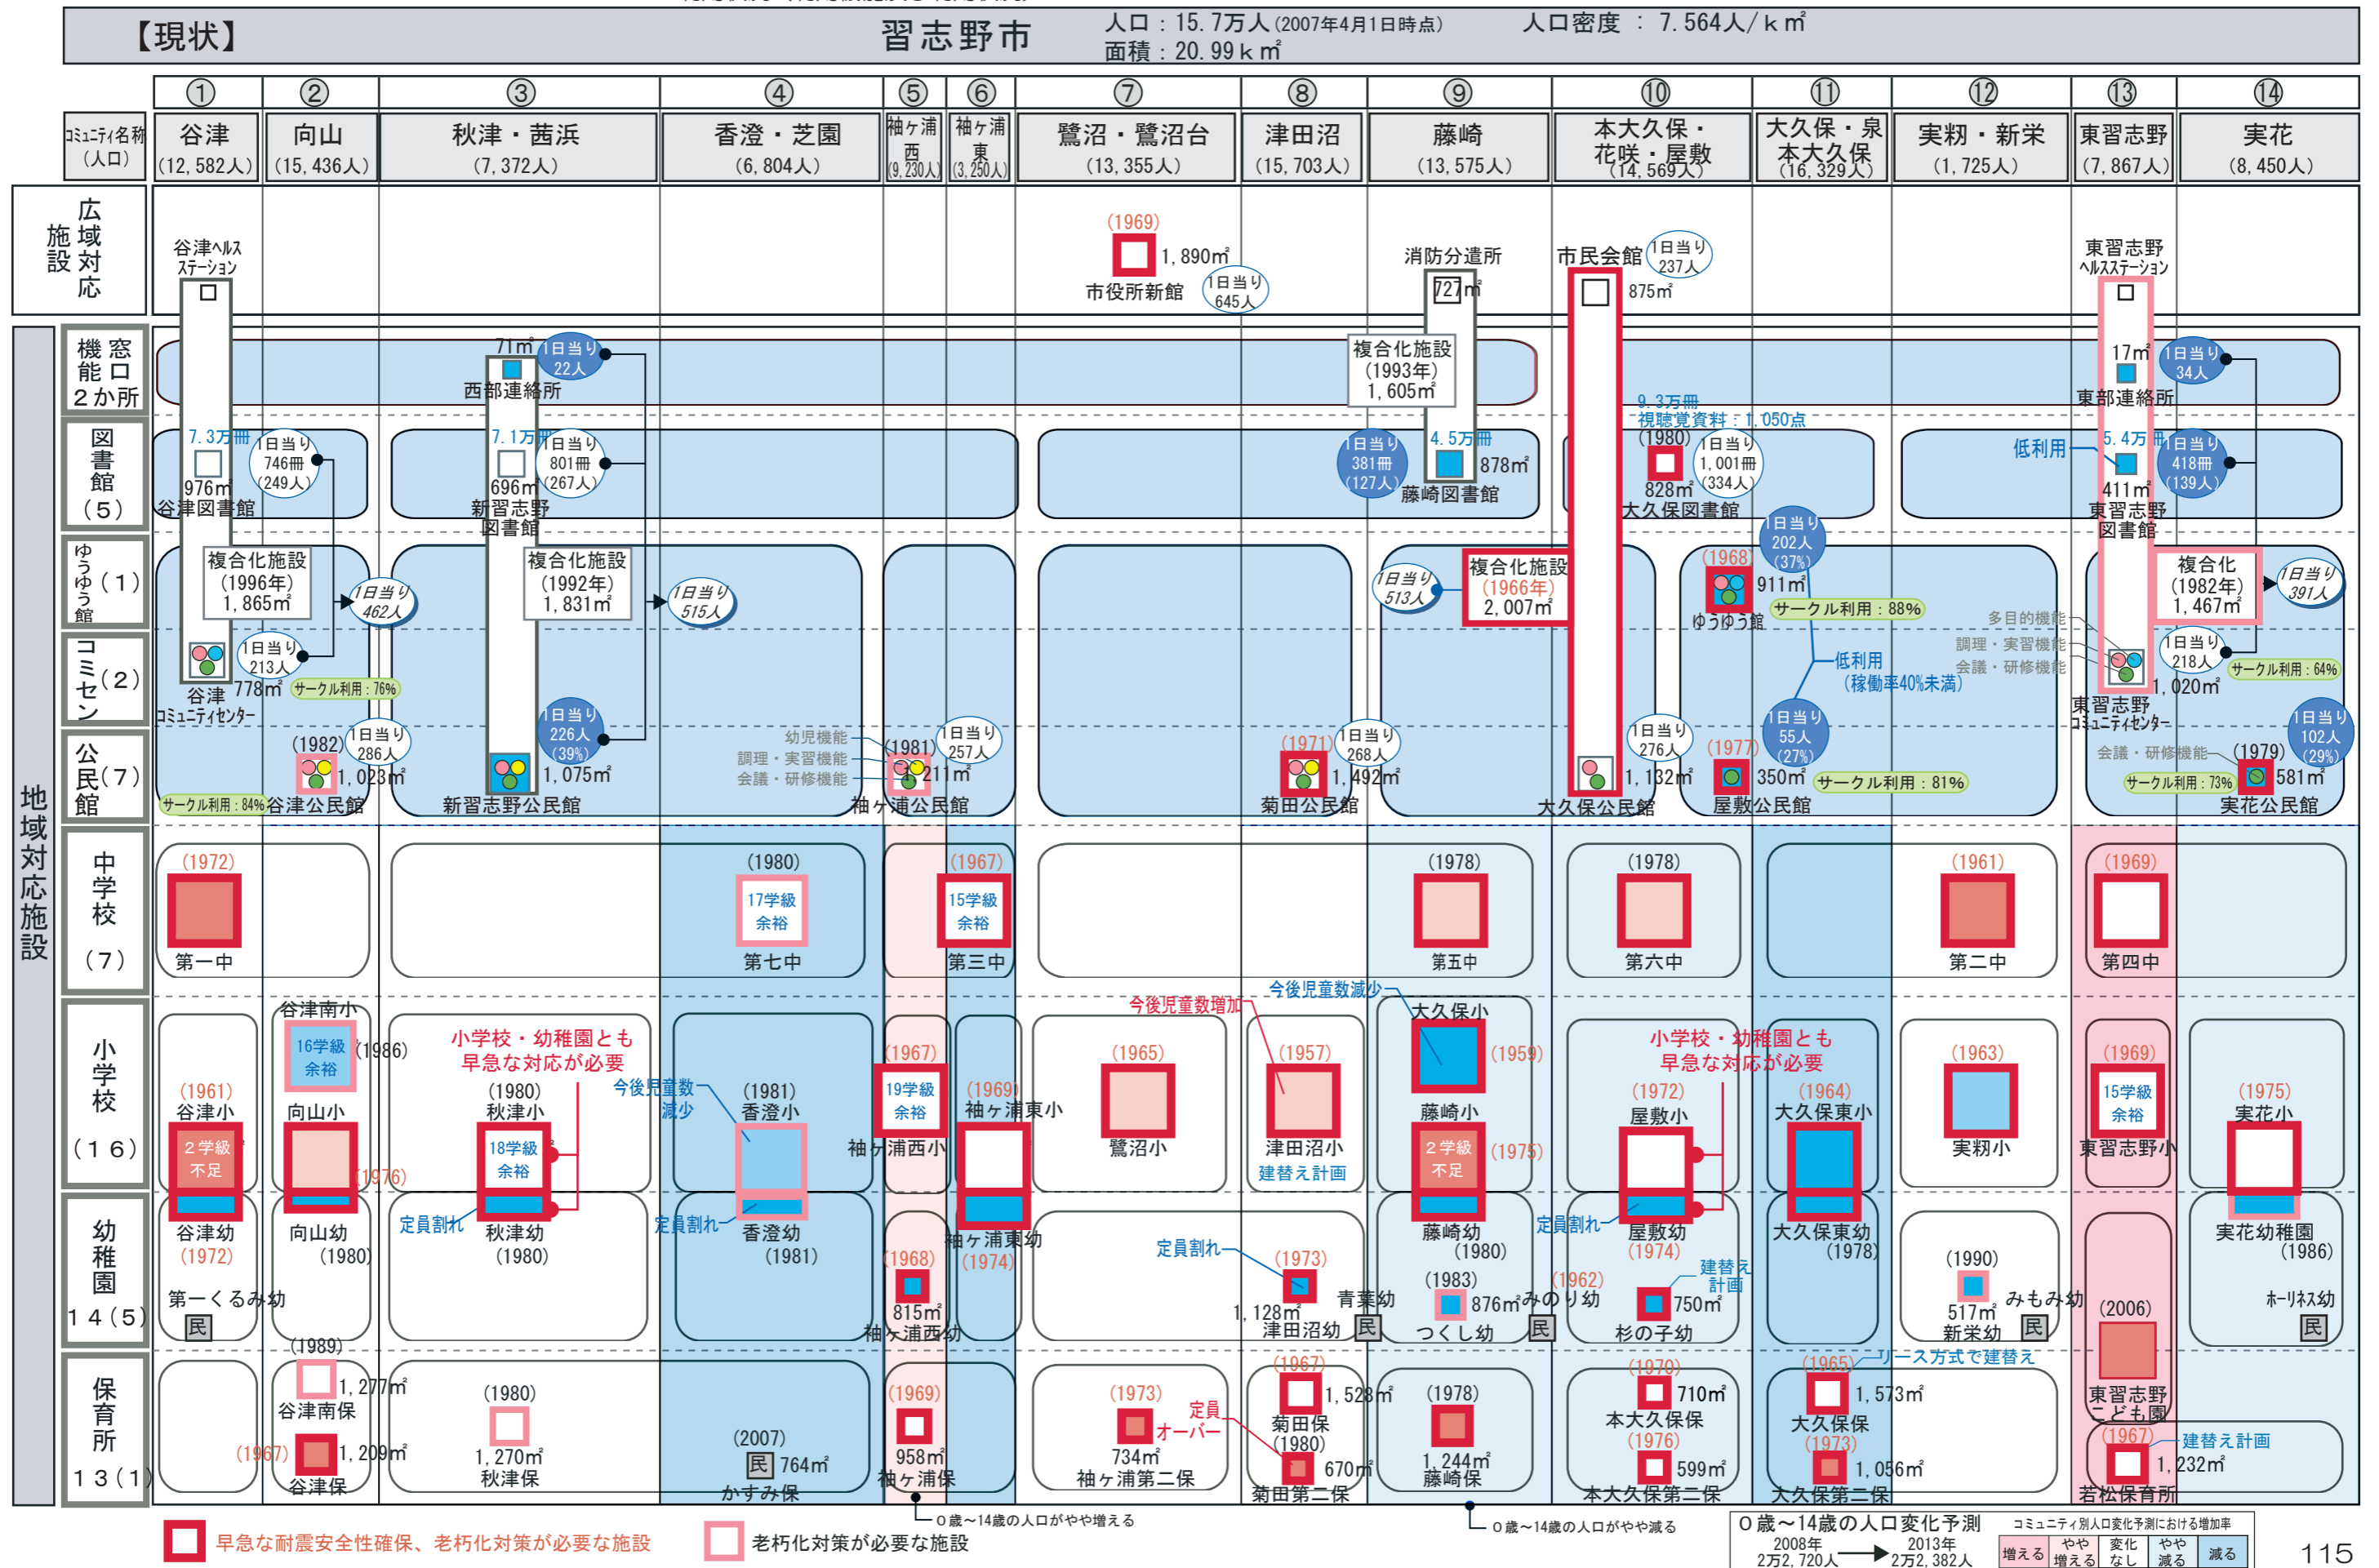 【現状】
習志野市
人口：15.7万人(2007年4月1日時点)
人口密度 ： 7.564人/ｋ㎡
面積：20.99ｋ㎡
① ② ③ ④ ⑤ ⑥ ⑦ ⑧ ⑨ ⑩ ⑪ ⑫ ⑬ ⑭
コミュニティ名称
(人口)
谷津
(12,582人)
向山
(15,436人)
秋津・茜浜
(7,372人)
香澄・芝園
(6,804人)
袖ヶ浦
西
(9,230人)
袖ヶ浦
東
(3,250人)
鷺沼・鷺沼台
(13,355人)
津田沼
(15,703人)
藤崎
(13,575人)
本大久保・
花咲・屋敷
(14,569人)
大久保・泉
本大久保
(16,329人)
実籾・新栄
(1,725人)
東習志野
(7,867人)
実花
(8,450人)
広域対応
施設
谷津ヘルス
ステーション
(1969)
1,890㎡
市役所新館
1日当り
645人
消防分遣所
727㎡
市民会館
1日当り
237人
875㎡
東習志野
ヘルスステーション
地域対応施設
窓口
機能
２か所
71㎡
1日当り
22人
西部連絡所
複合化施設
(1993年)
1,605㎡
17㎡
1日当り
34人
東部連絡所
図書館
(５)
7.3万冊
1日当り
746冊
(249人)
976㎡
谷津図書館
7.1万冊
1日当り
801冊
(267人)
696㎡
新習志野
図書館
1日当り
381冊
(127人)
4.5万冊
878㎡
藤崎図書館
9.3万冊
視聴覚資料：1,050点
(1980)
1日当り
1,001冊
(334人)
828㎡
大久保図書館
低利用
5.4万冊
1日当り
418冊
(139人)
411㎡
東習志野
図書館
ゆうゆう館
(１)
複合化施設
(1996年)
1,865㎡
1日当り
462人
複合化施設
(1992年)
1,831㎡
1日当り
515人
1日当り
513人
複合化施設
(1966年)
2,007㎡
(1968)
911㎡
ゆうゆう館
1日当り
202人
(37%)
サークル利用：88%
複合化
(1982年)
1,467㎡
1日当り
391人
コミセン
(２)
1日当り
213人
778㎡
サークル利用：76%
谷津
コミュニティセンター
低利用
(稼働率40%未満)
多目的機能
調理・実習機能
会議・研修機能
1日当り
218人
サークル利用：64%
1,020㎡
東習志野
コミュニティセンター
公民館
(７)
サークル利用：84%
(1982)
1日当り
286人
1,023㎡
谷津公民館
1日当り
226人
(39%)
1,075㎡
新習志野公民館
幼児機能
調理・実習機能
会議・研修機能
(1981)
1日当り
257人
1,211㎡
袖ヶ浦公民館
(1971)
1日当り
268人
1,492㎡
菊田公民館
1日当り
276人
1,132㎡
大久保公民館
(1977)
350㎡
屋敷公民館
1日当り
55人
(27%)
サークル利用：81%
会議・研修機能
(1979)
1日当り
102人
(29%)
サークル利用：73%
581㎡
実花公民館
中学校
(７)
(1972)
第一中
(1980)
17学級
余裕
第七中
(1967)
15学級
余裕
第三中
(1978)
第五中
(1978)
第六中
(1961)
第二中
(1969)
第四中
小学校
(１６)
(1961)
谷津小
２学級
不足
谷津南小
16学級
余裕
(1986)
向山小
(1976)
小学校・幼稚園とも
早急な対応が必要
(1980)
秋津小
18学級
余裕
今後児童数
減少
(1981)
香澄小
(1967)
19学級
余裕
袖ヶ浦西小
(1969)
袖ヶ浦東小
(1965)
鷺沼小
今後児童数増加
(1957)
津田沼小
建替え計画
今後児童数減少
大久保小
(1959)
藤崎小
２学級
不足
(1975)
小学校・幼稚園とも
早急な対応が必要
(1972)
屋敷小
(1964)
大久保東小
(1963)
実籾小
(1969)
15学級
余裕
東習志野小
(1975)
実花小
幼稚園
１４(５)
谷津幼
(1972)
第一くるみ幼
民
向山幼
(1980)
定員割れ
秋津幼
(1980)
定員割れ
香澄幼
(1981)
(1968)
815㎡
袖ヶ浦西幼
袖ヶ浦東幼
(1974)
定員割れ
(1973)
1,128㎡
津田沼幼
青葉幼
民
藤崎幼
(1980)
(1983)
876㎡
つくし幼
みのり幼
民
定員割れ
屋敷幼
(1974)
(1962)
建替え
計画
750㎡
杉の子幼
大久保東幼
(1978)
(1990)
517㎡
新栄幼
みもみ幼
民
(2006)
東習志野
こども園
実花幼稚園
(1986)
ホーリネス幼
民
保育所
１３(１)
(1989)
1,277㎡
谷津南保
(1967)
1,209㎡
谷津保
(1980)
1,270㎡
秋津保
(2007)
民
764㎡
かすみ保
(1969)
958㎡
袖ヶ浦保
(1973)
734㎡
袖ヶ浦第二保
定員
オーバー
(1967)
1,528㎡
菊田保
(1980)
670㎡
菊田第二保
(1978)
1,244㎡
藤崎保
(1970)
710㎡
本大久保保
(1976)
599㎡
本大久保第二保
(1965)
リース方式で建替え
1,573㎡
大久保保
(1973)
1,056㎡
大久保第二保
(1967)
建替え計画
1,232㎡
若松保育所
早急な耐震安全性確保、老朽化対策が必要な施設
老朽化対策が必要な施設
０歳～14歳の人口がやや増える
０歳～14歳の人口がやや減る
０歳～14歳の人口変化予測
2008年
2万2,720人
2013年
2万2,382人
コミュニティ別人口変化予測における増加率
増える
やや
増える
変化
なし
やや
減る
減る
115